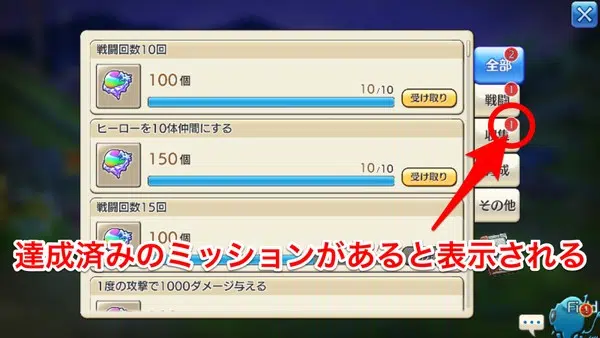 戦闘回数10回
100個
10/10
受け取り
ヒーローを10体仲間にする
150個
10/10
受け取り
戦闘回数15回
100個
1度の攻撃で1000ダメージ与える
全部
2
戦闘
1
収集
1
その他
達成済みのミッションがあると表示される